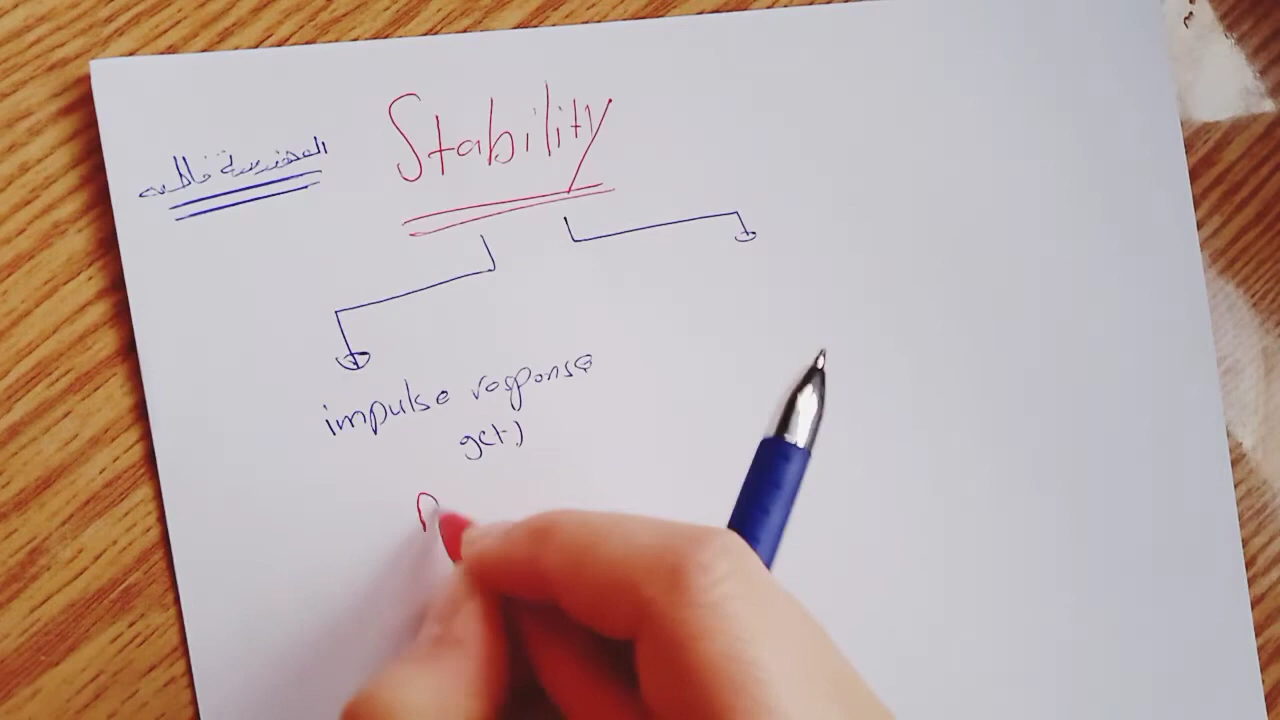 Stability
المهندسة فاطمه
impulse response
g(t)